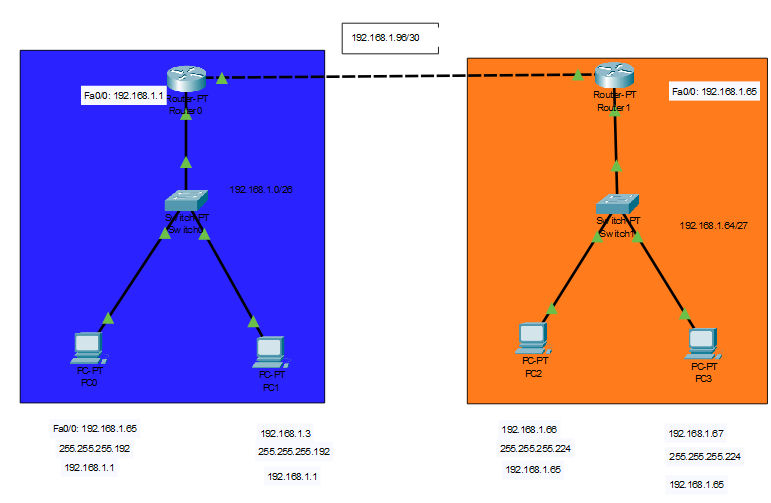 192.168.1.96/30
Fa0/0: 192.168.1.1
Router-PT
Router0
Router-PT
Router1
Fa0/0: 192.168.1.65
192.168.1.0/26
Switch-PT
Switch0
Switch-PT
Switch1
192.168.1.64/27
PC-PT
PC0
PC-PT
PC1
PC-PT
PC2
PC-PT
PC3
Fa0/0: 192.168.1.65
255.255.255.192
192.168.1.1
192.168.1.3
255.255.255.192
192.168.1.1
192.168.1.66
255.255.255.224
192.168.1.65
192.168.1.67
255.255.255.224
192.168.1.65